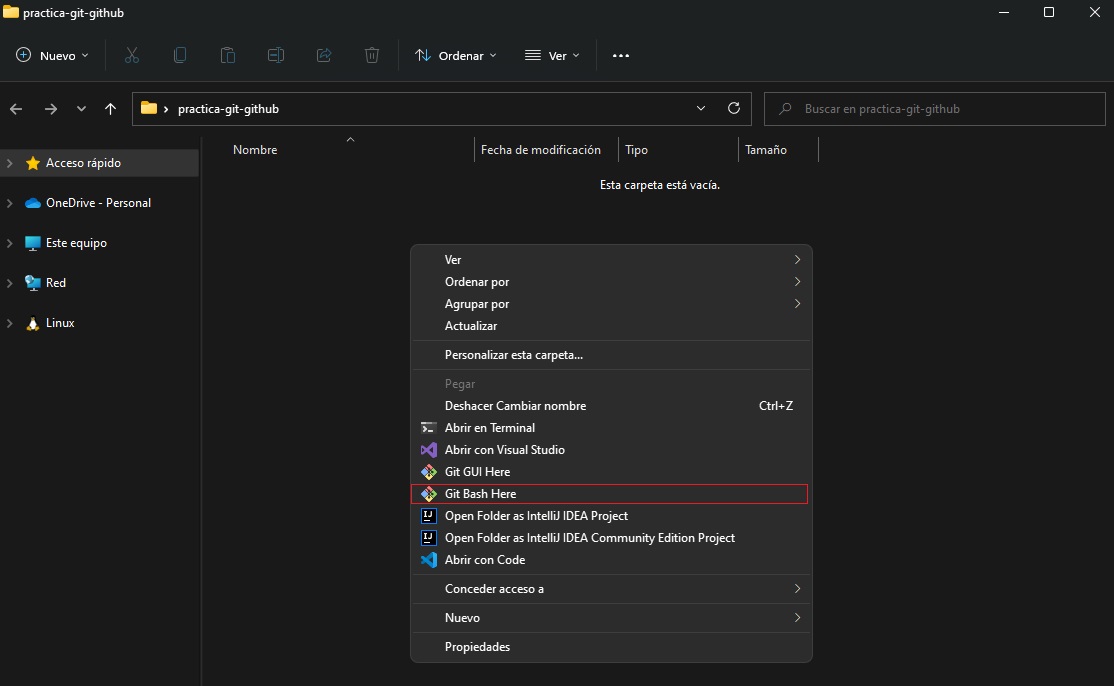 practica-git-github
Nuevo
Ordenar
Ver
practica-git-github
Buscar en practica-git-github
Nombre
Fecha de modificación
Tipo
Tamaño
Esta carpeta está vacía.
Acceso rápido
OneDrive - Personal
Este equipo
Red
Linux
Ver
Ordenar por
Agrupar por
Actualizar
Personalizar esta carpeta...
Pegar
Deshacer Cambiar nombre Ctrl+Z
Abrir en Terminal
Abrir con Visual Studio
Git GUI Here
Git Bash Here
Open Folder as IntelliJ IDEA Project
Open Folder as IntelliJ IDEA Community Edition Project
Abrir con Code
Conceder acceso a
Nuevo
Propiedades